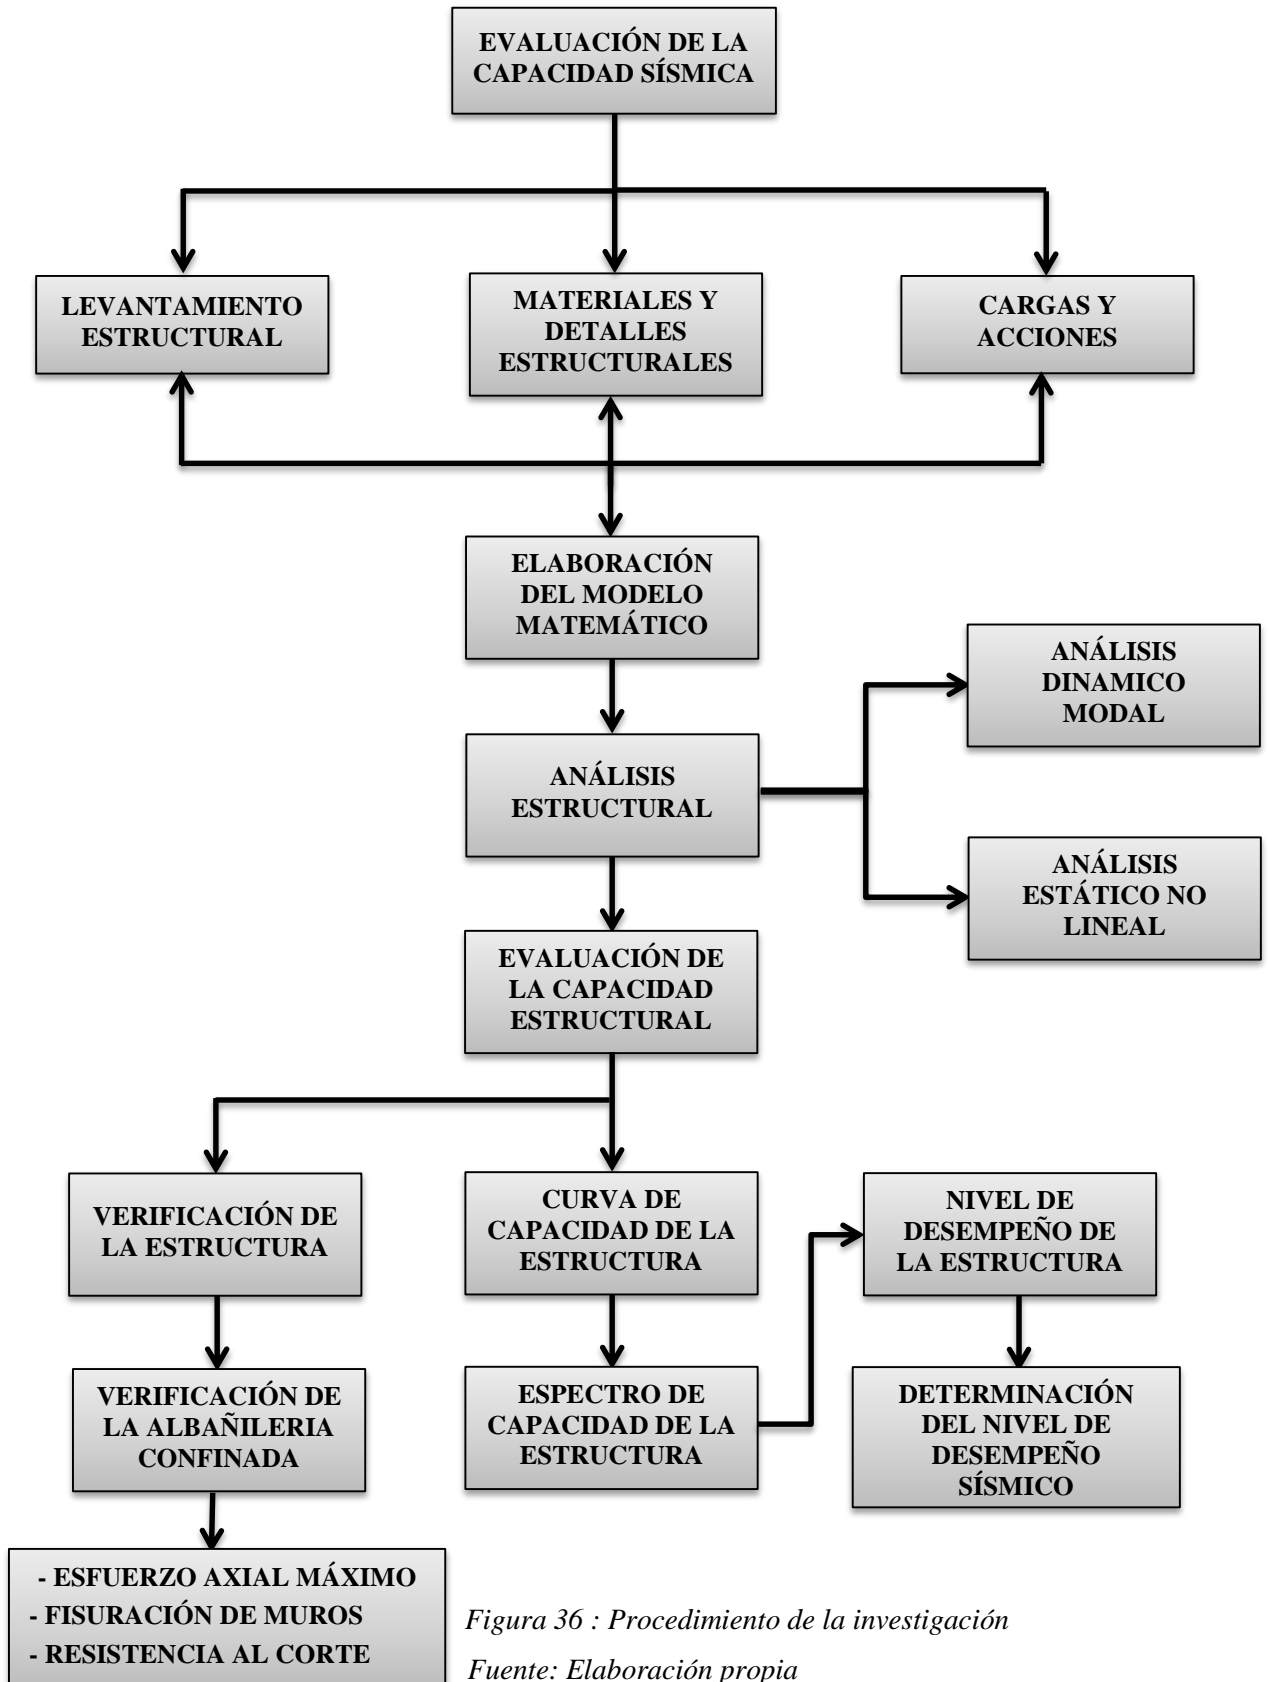 EVALUACIÓN DE LA
CAPACIDAD SÍSMICA
LEVANTAMIENTO
ESTRUCTURAL
MATERIALES Y
DETALLES
ESTRUCTURALES
CARGAS Y
ACCIONES
ELABORACIÓN
DEL MODELO
MATEMÁTICO
ANÁLISIS
DINAMICO
MODAL
ANÁLISIS
ESTRUCTURAL
ANÁLISIS
ESTÁTICO NO
LINEAL
EVALUACIÓN DE
LA CAPACIDAD
ESTRUCTURAL
VERIFICACIÓN DE
LA ESTRUCTURA
CURVA DE
CAPACIDAD DE LA
ESTRUCTURA
NIVEL DE
DESEMPEÑO DE
LA ESTRUCTURA
VERIFICACIÓN DE
LA ALBAÑILERIA
CONFINADA
ESPECTRO DE
CAPACIDAD DE LA
ESTRUCTURA
DETERMINACIÓN
DEL NIVEL DE
DESEMPEÑO
SÍSMICO
- ESFUERZO AXIAL MÁXIMO
- FISURACIÓN DE MUROS
- RESISTENCIA AL CORTE
Figura 36 : Procedimiento de la investigación
Fuente: Elaboración propia